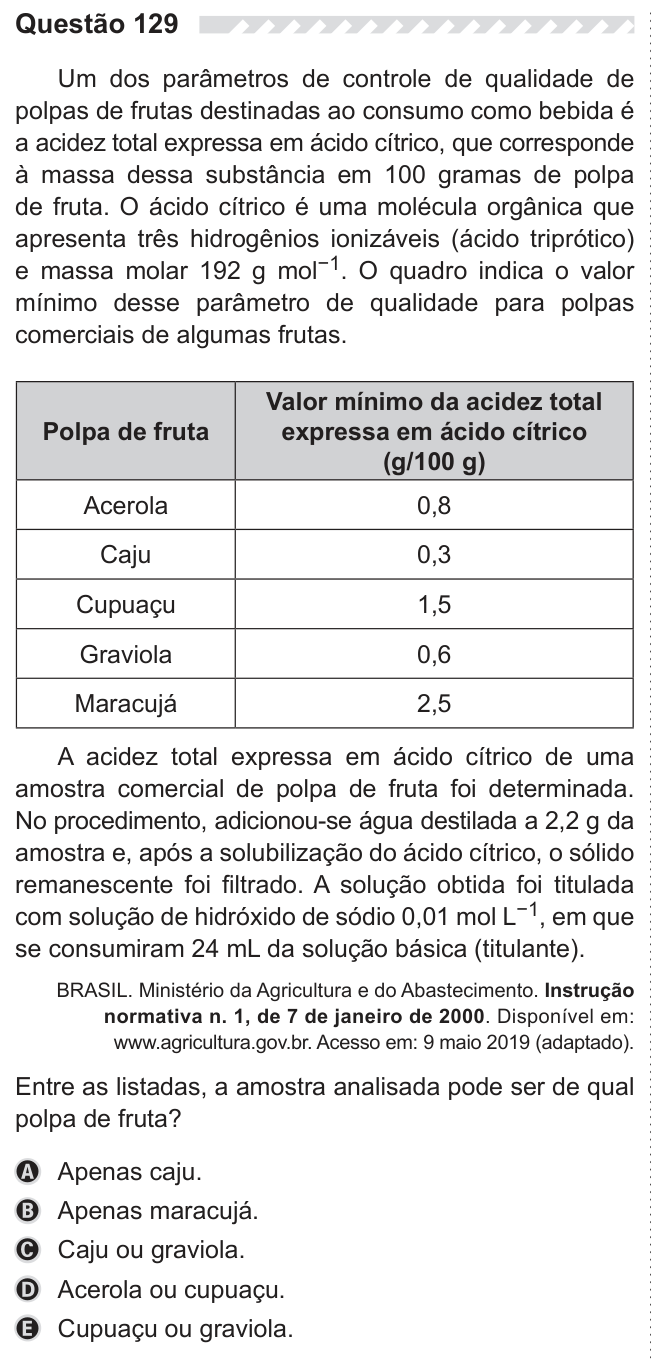 Questão 129
Um dos parâmetros de controle de qualidade de
polpas de frutas destinadas ao consumo como bebida é
a acidez total expressa em ácido cítrico, que corresponde
à massa dessa substância em 100 gramas de polpa
de fruta. O ácido cítrico é uma molécula orgânica que
apresenta três hidrogênios ionizáveis (ácido triprótico)
e massa molar 192 g mol⁻¹. O quadro indica o valor
mínimo desse parâmetro de qualidade para polpas
comerciais de algumas frutas.
Polpa de fruta
Valor mínimo da acidez total
expressa em ácido cítrico
(g/100 g)
Acerola 0,8
Caju 0,3
Cupuaçu 1,5
Graviola 0,6
Maracujá 2,5
A acidez total expressa em ácido cítrico de uma
amostra comercial de polpa de fruta foi determinada.
No procedimento, adicionou-se água destilada a 2,2 g da
amostra e, após a solubilização do ácido cítrico, o sólido
remanescente foi filtrado. A solução obtida foi titulada
com solução de hidróxido de sódio 0,01 mol L⁻¹, em que
se consumiram 24 mL da solução básica (titulante).
BRASIL. Ministério da Agricultura e do Abastecimento. Instrução
normativa n. 1, de 7 de janeiro de 2000. Disponível em:
www.agricultura.gov.br. Acesso em: 9 maio 2019 (adaptado).
Entre as listadas, a amostra analisada pode ser de qual
polpa de fruta?
A Apenas caju.
B Apenas maracujá.
C Caju ou graviola.
D Acerola ou cupuaçu.
E Cupuaçu ou graviola.